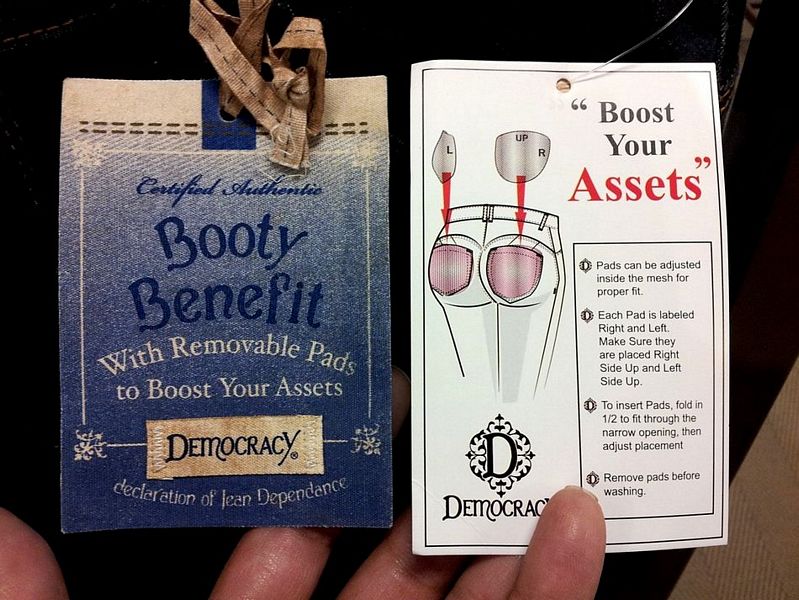 Certified Authentic
Booty
Benefit
With Removable Pads
to Boost Your Assets
DEMOCRACY®
declaration of Jean Dependance
“ Boost
Your
Assets”
L
UP
R
Pads can be adjusted
inside the mesh for
proper fit.
Each Pad is labeled
Right and Left.
Make Sure they
are placed Right
Side Up and Left
Side Up.
To insert Pads, fold in
1/2 to fit through the
narrow opening, then
adjust placement
Remove pads before
washing.
D
DEMOCRAC